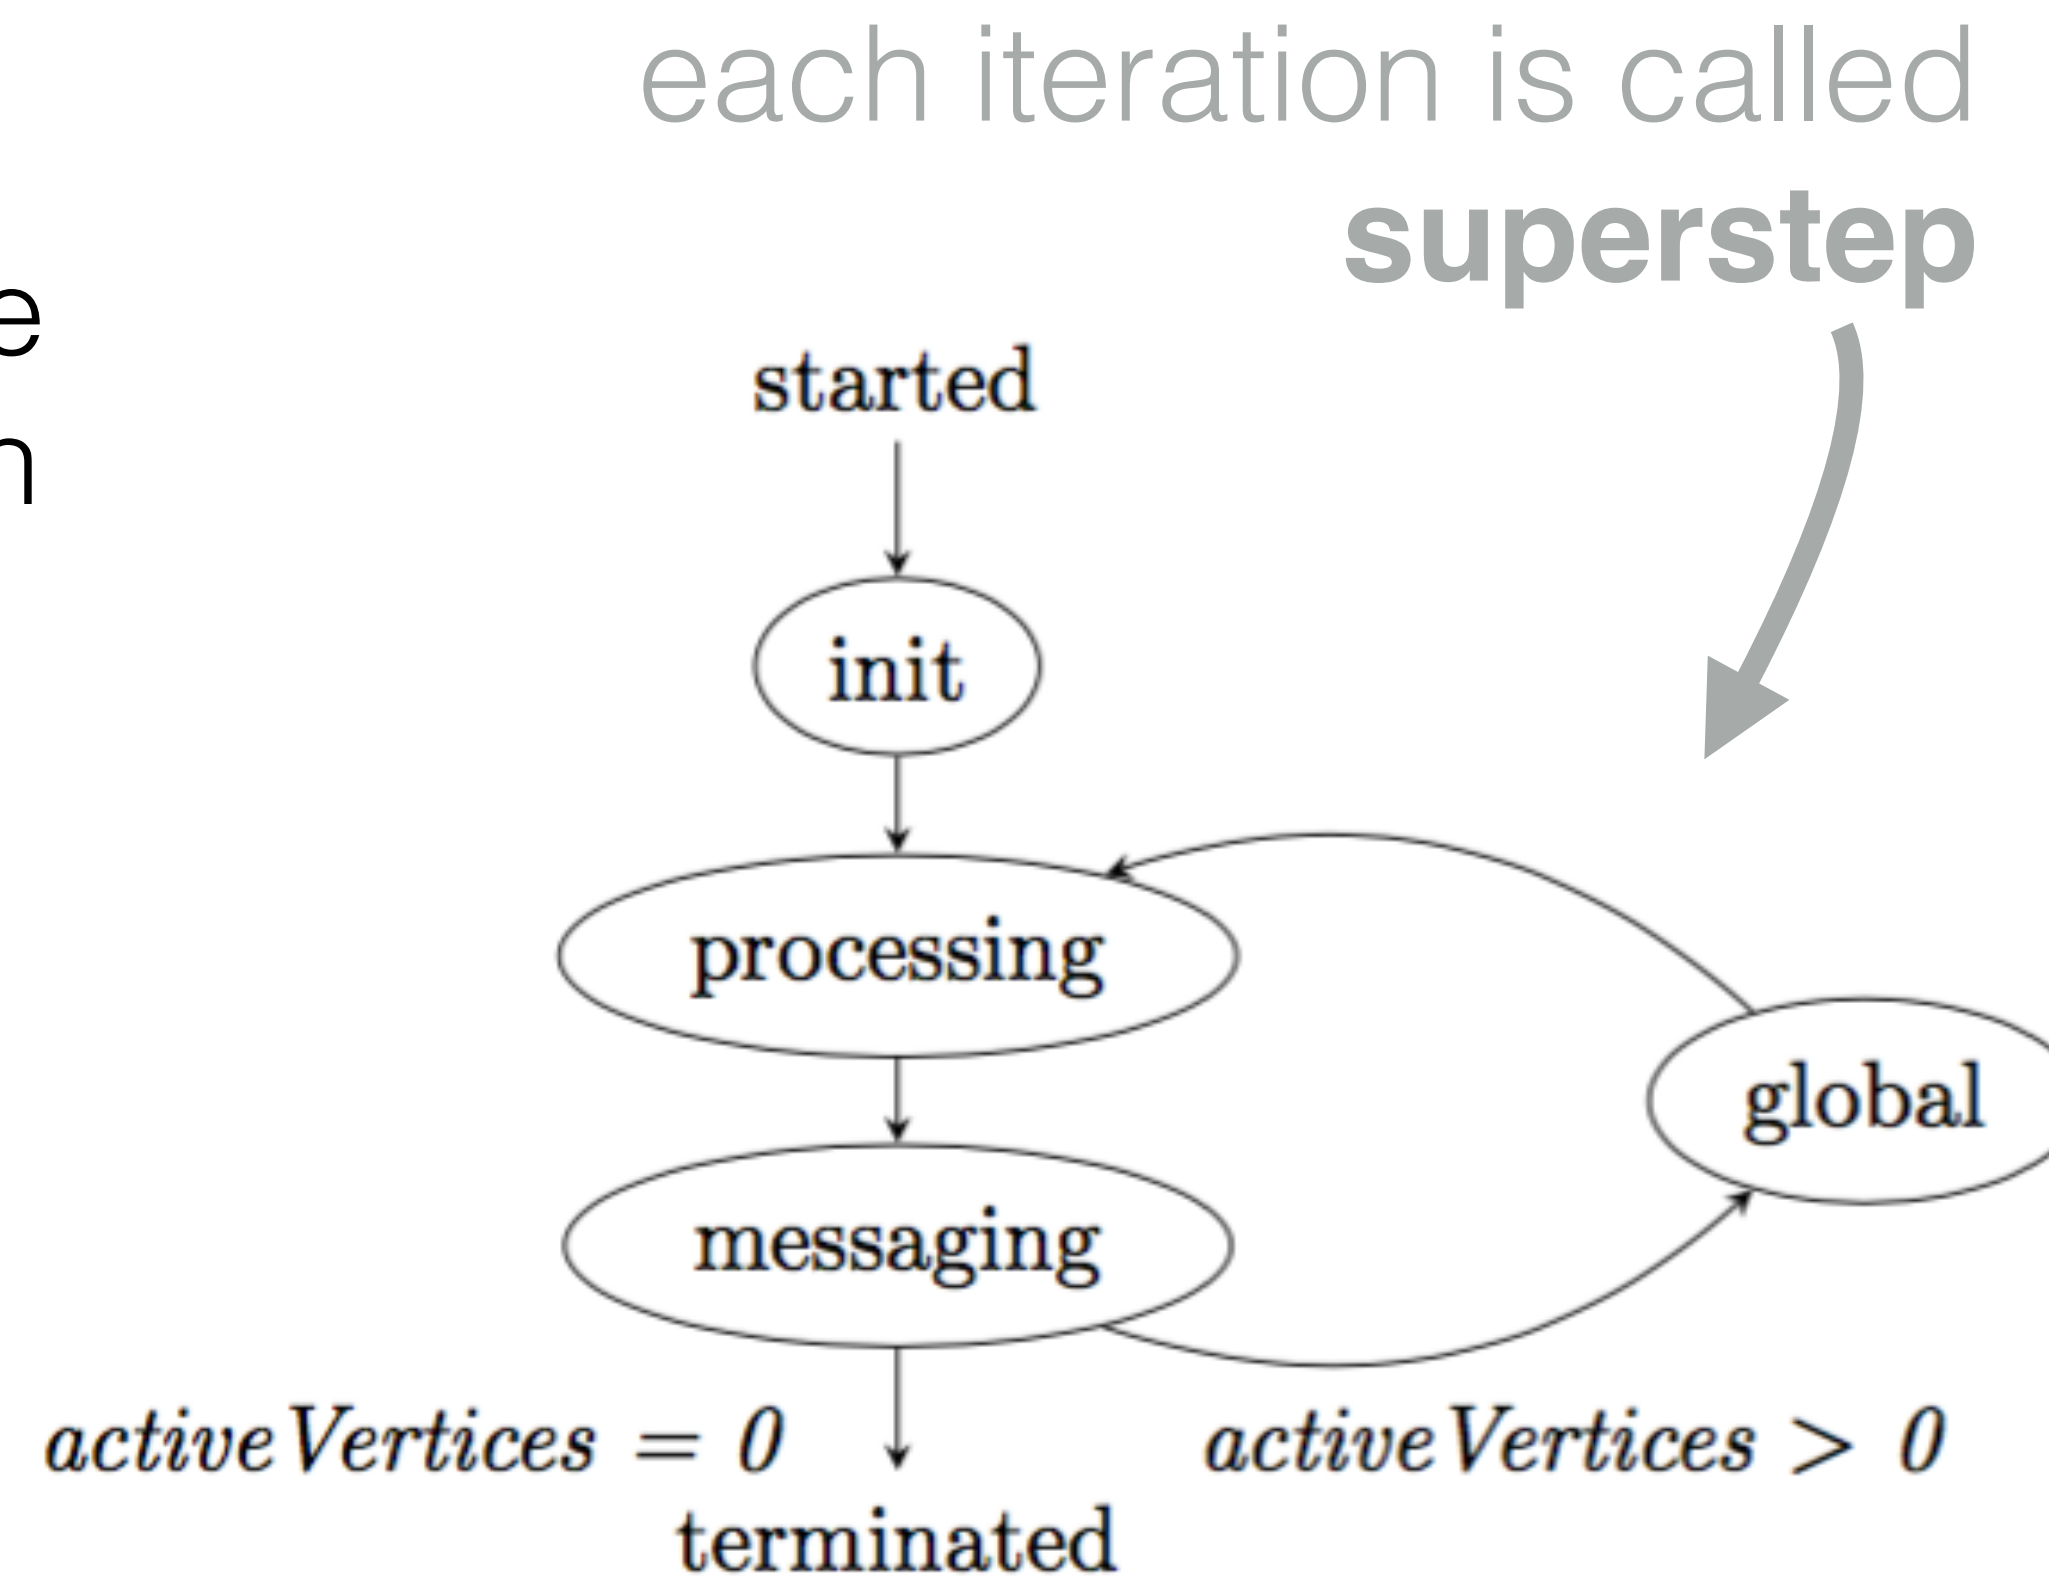 each iteration is called
superstep
e
n
started
init
processing
global
messaging
activeVertices = 0
activeVertices > 0
terminated